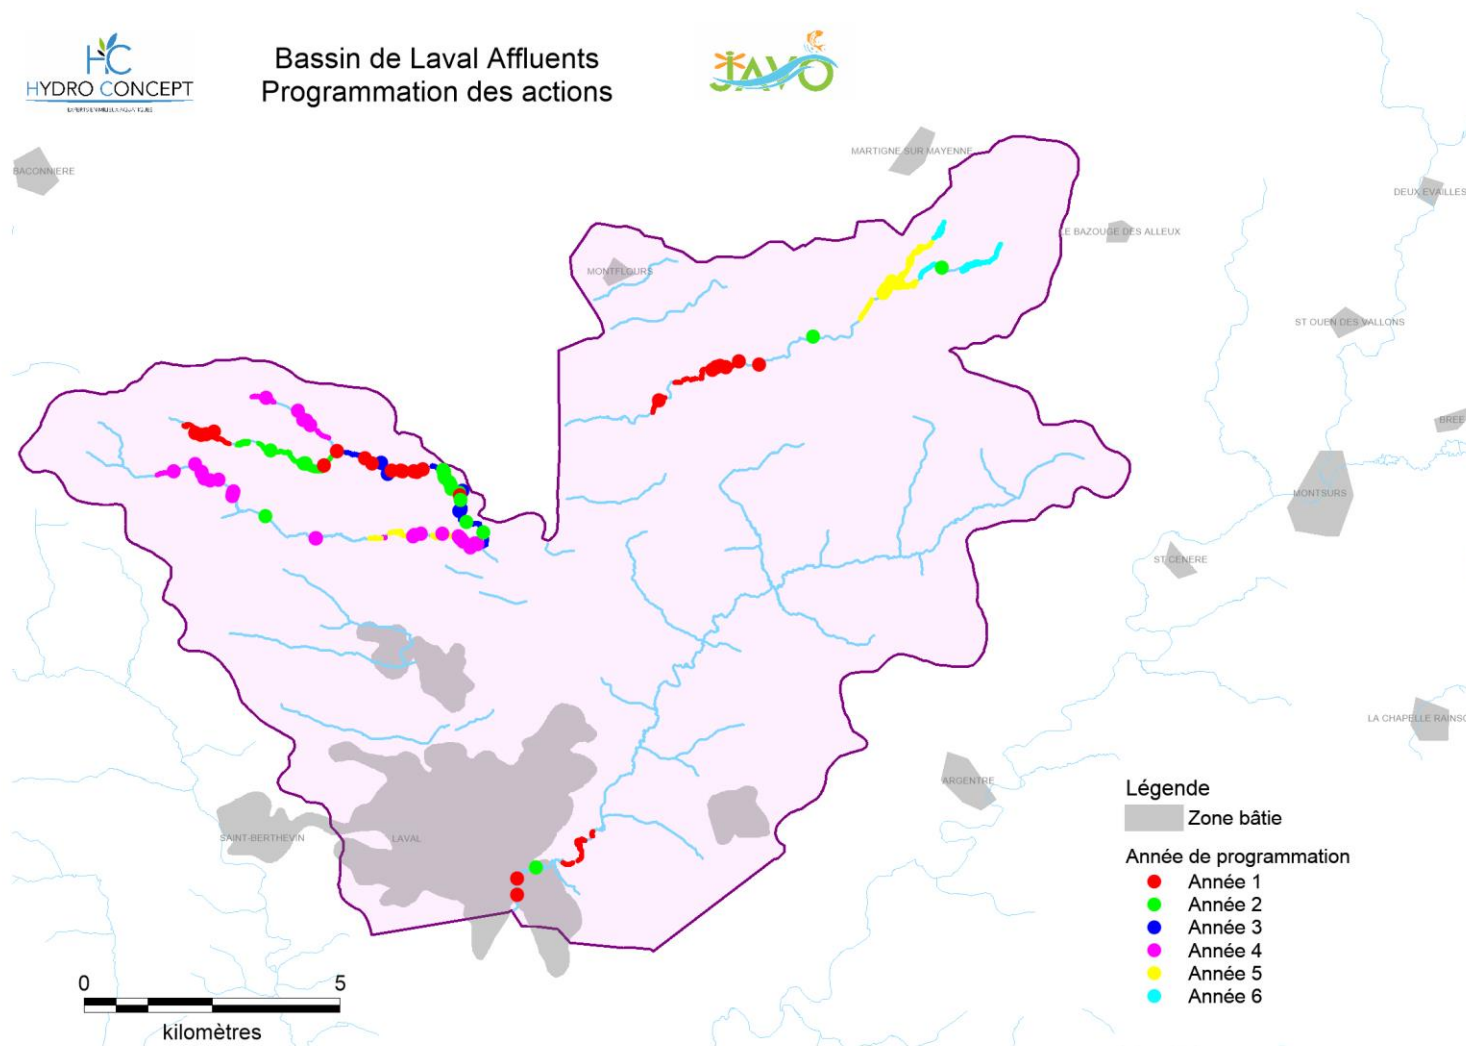 HC
HYDRO CONCEPT
Bassin de Laval Affluents
Programmation des actions
JAVO
BACONNIERE
MARTIGNE SUR MAYENNE
DEUX EVAILLES
LE BAZOUGE DES ALLEUX
MONTFLOURS
ST OUEN DES VALLONS
BREE
MONTSURS
ST CENERE
LA CHAPELLE RAINSO
ARGENTRE
SAINT-BERTHEVIN
LAVAL
Légende
Zone bâtie
Année de programmation
Année 1
Année 2
Année 3
Année 4
Année 5
Année 6
0 5
kilomètres